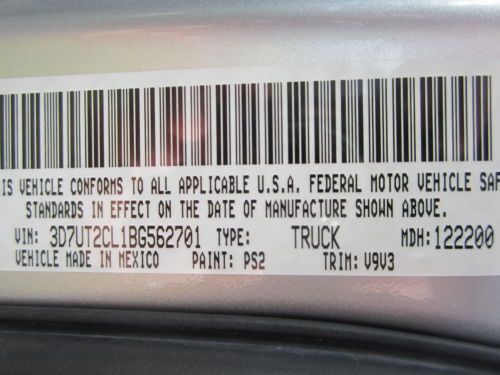 IS VEHICLE CONFORMS TO ALL APPLICABLE U.S.A. FEDERAL MOTOR VEHICLE SAF
STANDARDS IN EFFECT ON THE DATE OF MANUFACTURE SHOWN ABOVE.
VIN: 3D7UT2CL1BG562701 TYPE: TRUCK MDH: 122200
VEHICLE MADE IN MEXICO PAINT: PS2 TRIM: V9V3